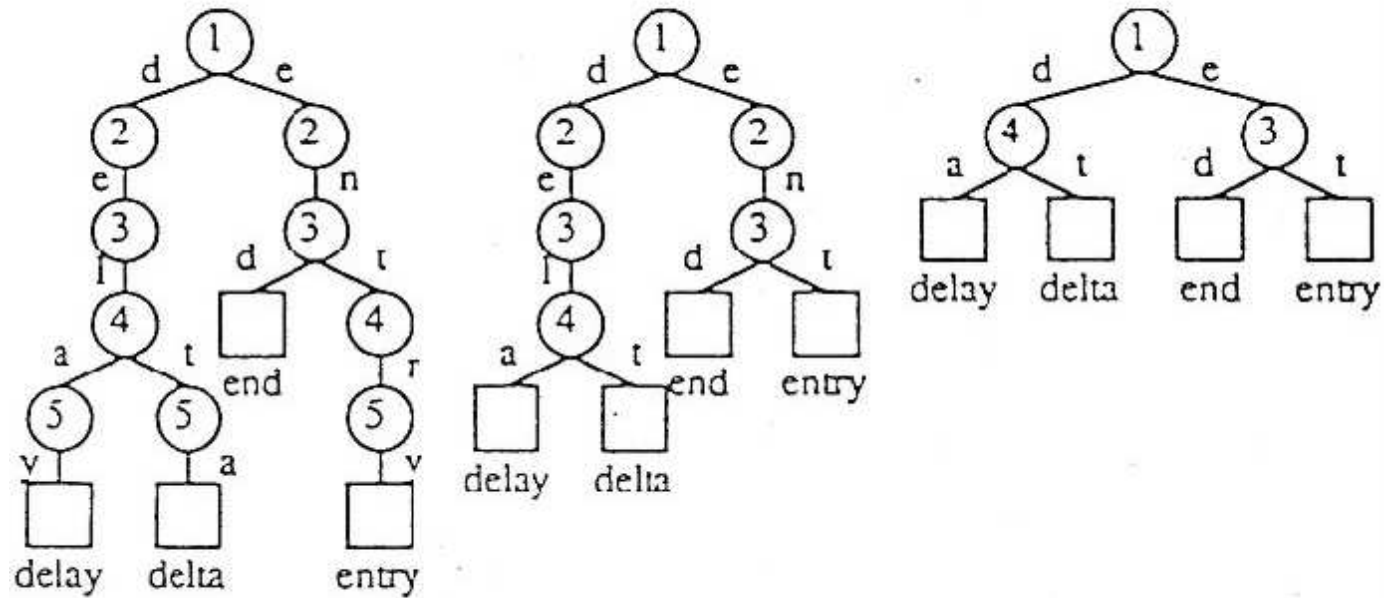 1 1 1
d e d e d e
2 2 2 2 4 3
e n e n a t d t
3 3 3 3
l d t l d t delay delta end entry
4 4 4
a t end r a t end entry
5 5 5
y a y delay delta
delay delta entry